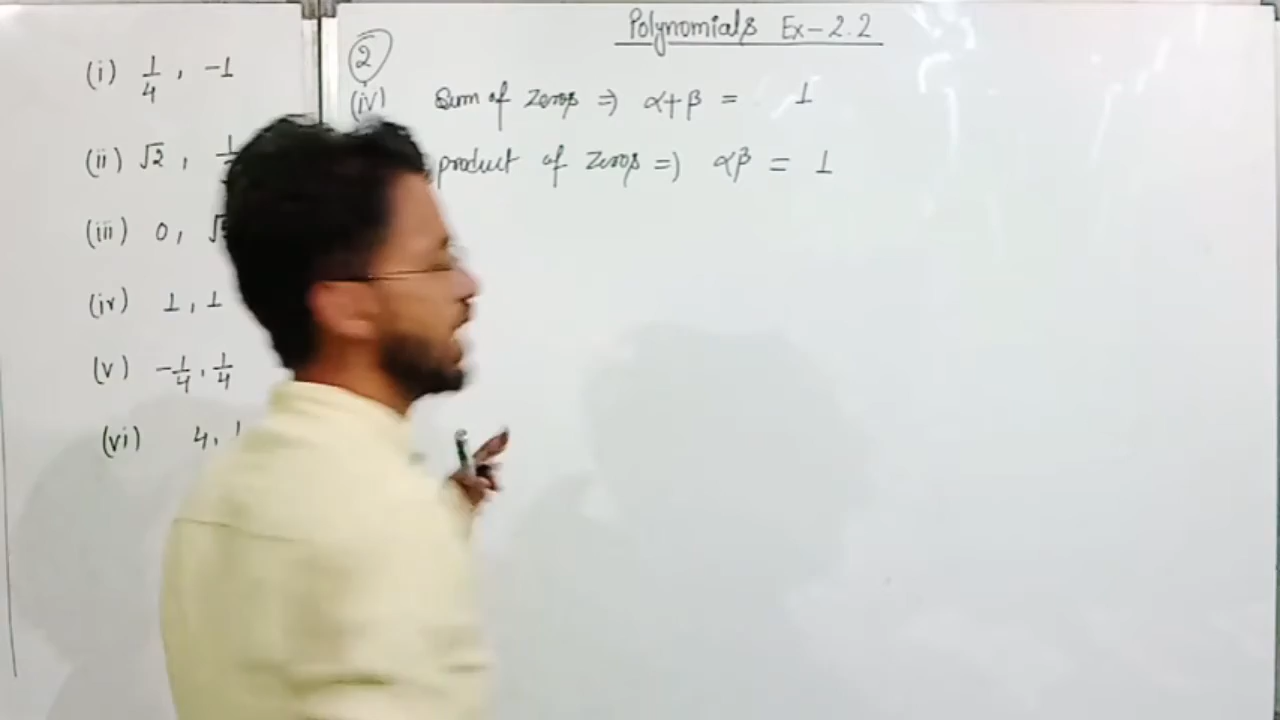 Polynomials Ex-2.2
(i) 1/4, -1
(ii) √2,
(iii) 0,
(iv) 1, 1
(v) -1/4, 1/4
(vi) 4,
2
(iv) Sum of Zeros ⇒ α+β = 1
product of Zeros ⇒ αβ = 1